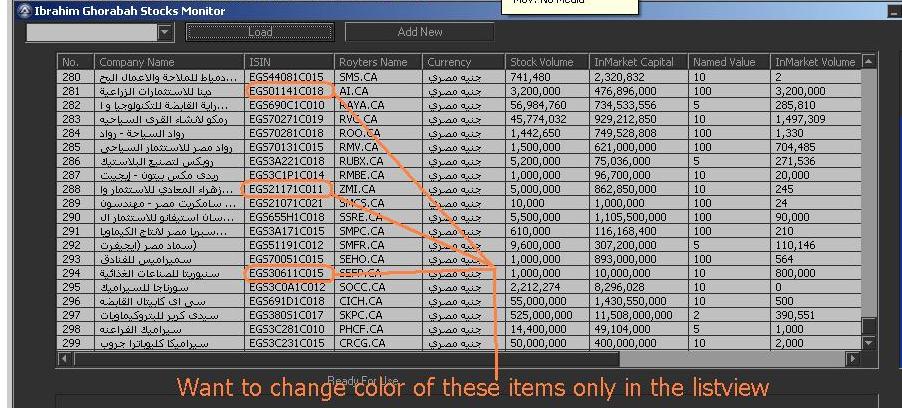 Mov: No Media
Ibrahim Ghorabah Stocks Monitor
Load Add New
No. Company Name ISIN Royters Name Currency Stock Volume InMarket Capital Named Value InMarket Volume
280 دمياط للملاحة والاعمال البح... EGS44081C015 SMS.CA جنيه مصري 741,480 2,320,832 10 2
281 دينا للاستثمارات الزراعية EGS01141C018 AI.CA جنيه مصري 3,200,000 476,896,000 100 3,200,000
282 راية القابضة للتكنولوجيا و ا... EGS690C1C010 RAYA.CA جنيه مصري 56,984,760 734,533,556 5 285,810
283 رمكو لانشاء القرى السياحيه EGS70271C019 جنيه مصري 45,774,032 929,212,850 10 1,497,309
284 رواد السياحة - رواد EGS70281C018 ROO.CA جنيه مصري 1,442,650 749,528,808 100 1,330
285 رواد مصر للاستثمار السياحى EGS70131C015 RMV.CA جنيه مصري 1,500,000 621,000,000 100 704,485
286 روبكس لتصنيع البلاستيك EGS3A221C018 RUBX.CA جنيه مصري 5,200,000 75,036,000 5 271,536
287 ريدى مكس بيتون - إيجيبت EGS3C1P1C014 RMBE.CA جنيه مصري 1,000,000 96,700,000 10 20,000
288 زهراء المعادي للاستثمار وا... EGS21171C011 ZMI.CA جنيه مصري 5,000,000 862,850,000 10 245
289 سامكريت مصر - مهندسون... EGS21071C021 SMCS.CA جنيه مصري 10,000 1,000,000 100 24
290 سان استيفانو للاستثمار ال... EGS655H1C018 SSRE.CA جنيه مصري 5,500,000 1,105,500,000 100 90,000
291 سبريا مصر لانتاج الكيماويا... EGS3A171C015 SMPC.CA جنيه مصري 610,000 116,168,400 100 210
292 سماد مصر (ايجيفرت) EGS51191C012 SMFR.CA جنيه مصري 9,600,000 307,200,000 5 110,146
293 سميراميس للفنادق EGS70051C015 SEHO.CA جنيه مصري 1,000,000 893,000,000 100 564
294 سنيوريتا للصناعات الغذائية EGS30611C015 جنيه مصري 1,000,000 10,000,000 10 800,000
295 سورناجا للسيراميك EGS3C0A1C012 SOCC.CA جنيه مصري 2,212,274 8,296,028 10 0
296 سى اى كابيتال القابضه EGS691D1C018 CICH.CA جنيه مصري 55,000,000 1,430,550,000 10 500
297 سيدى كرير للبتروكيماويات EGS38051C017 SKPC.CA جنيه مصري 525,000,000 11,508,000,000 2 390,551
298 سيراميك الفراعنه EGS3C281C010 PHCF.CA جنيه مصري 14,400,000 49,104,000 5 1,000
299 سيراميكا كليوباترا جروب EGS3C231C015 CRCG.CA جنيه مصري 50,000,000 400,000,000 10 2,000
Ready For Use
Want to change color of these items only in the listview